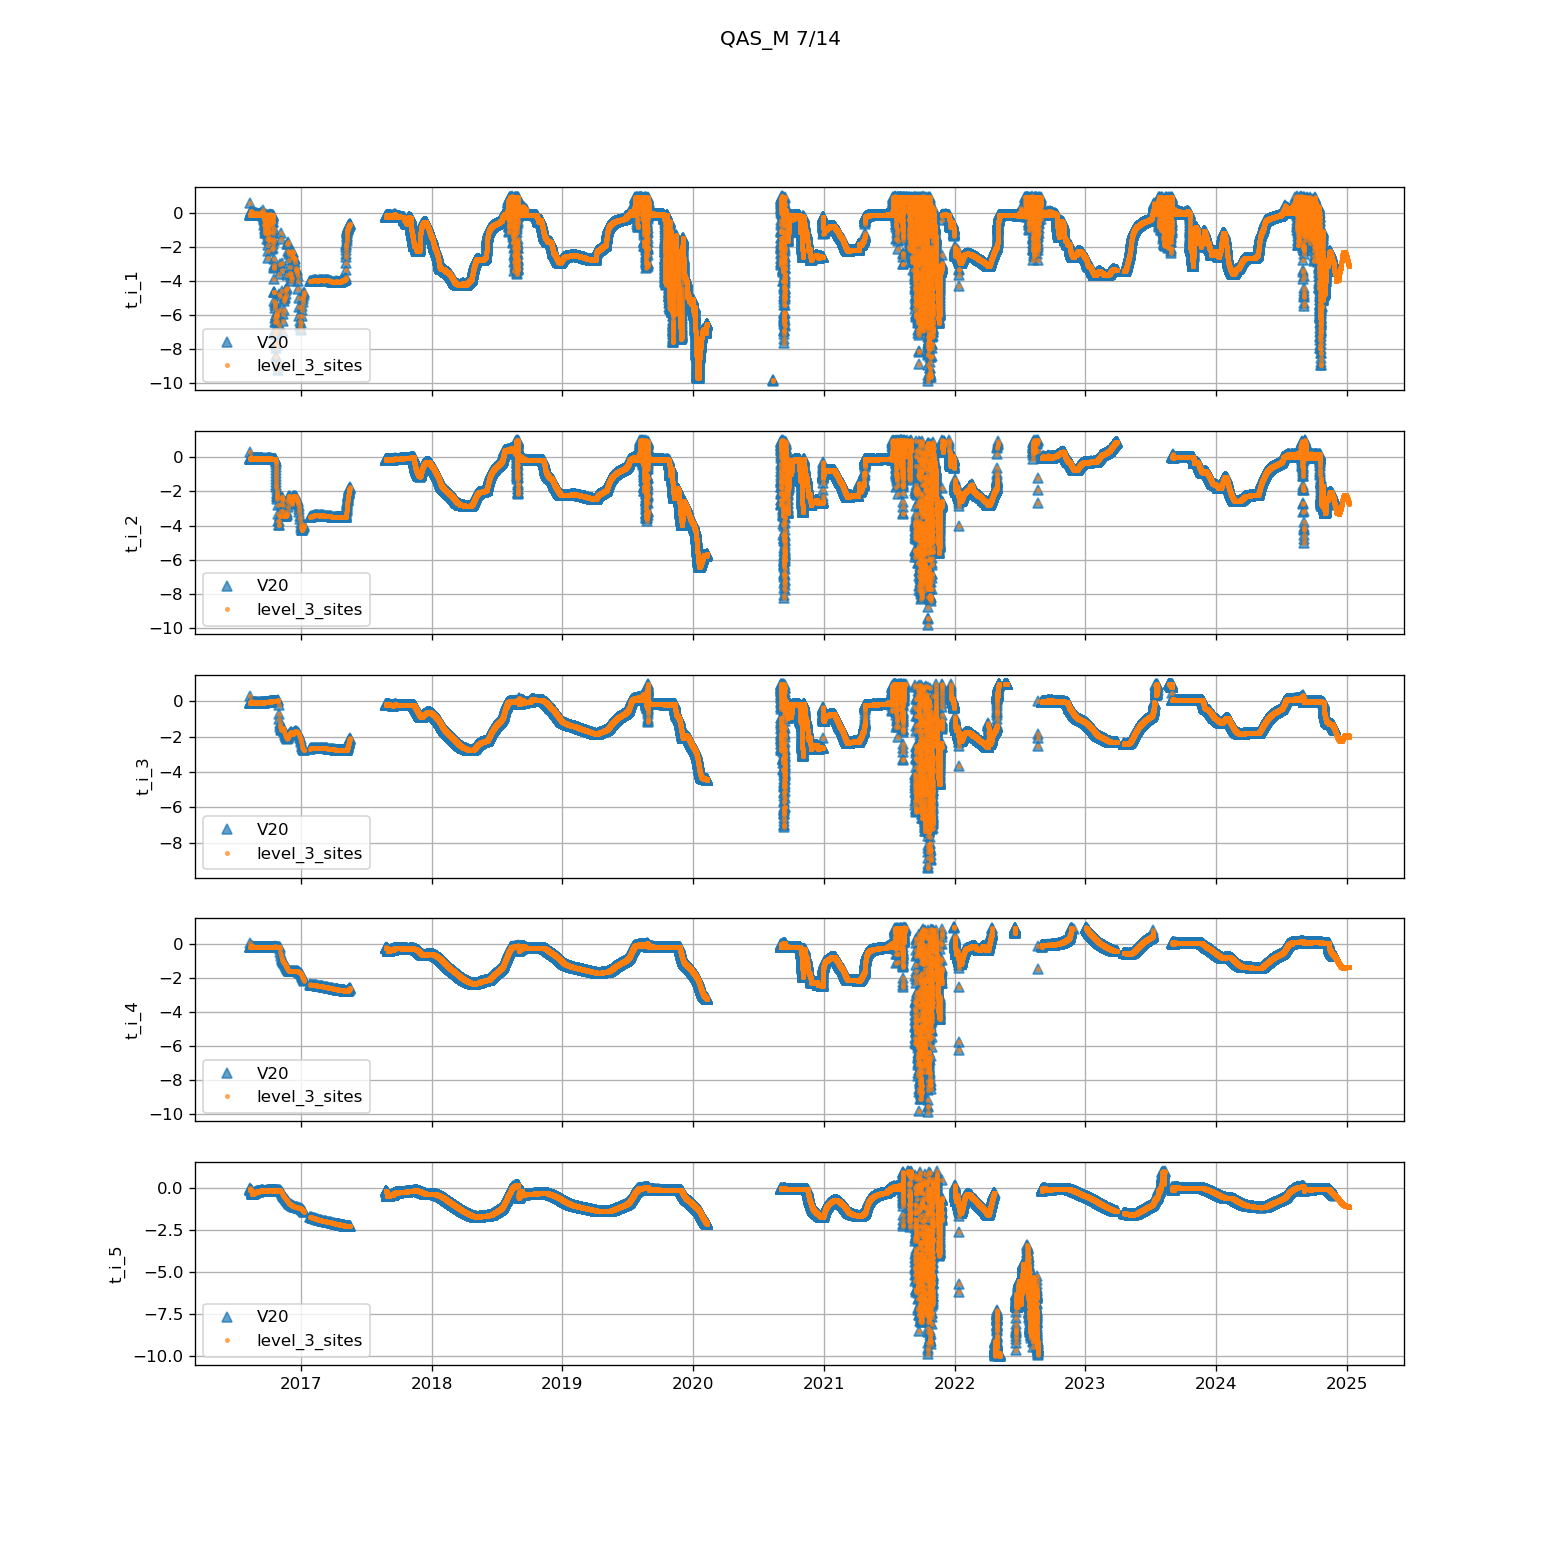 QAS_M 7/14
t_i_1
0
−2
−4
−6
−8
−10
V20
level_3_sites
t_i_2
0
−2
−4
−6
−8
−10
V20
level_3_sites
t_i_3
0
−2
−4
−6
−8
V20
level_3_sites
t_i_4
0
−2
−4
−6
−8
−10
V20
level_3_sites
t_i_5
0.0
−2.5
−5.0
−7.5
−10.0
V20
level_3_sites
2017 2018 2019 2020 2021 2022 2023 2024 2025